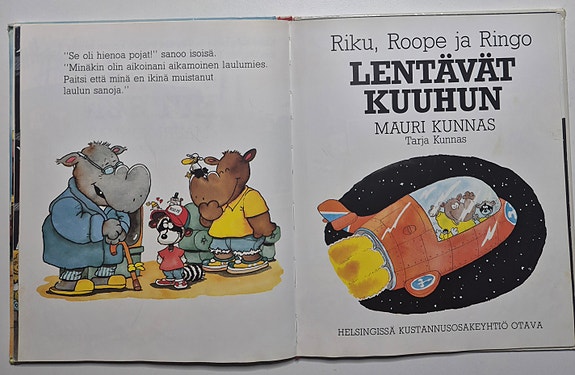 "Se oli hienoa pojat!" sanoo isoisä.
"Minäkin olin aikoinani aikamoinen laulumies.
Paitsi että minä en ikinä muistanut
laulun sanoja."
Riku, Roope ja Ringo
LENTÄVÄT
KUUHUN
MAURI KUNNAS
Tarja Kunnas
HELSINGISSÄ KUSTANNUSOSAKEYHTIÖ OTAVA